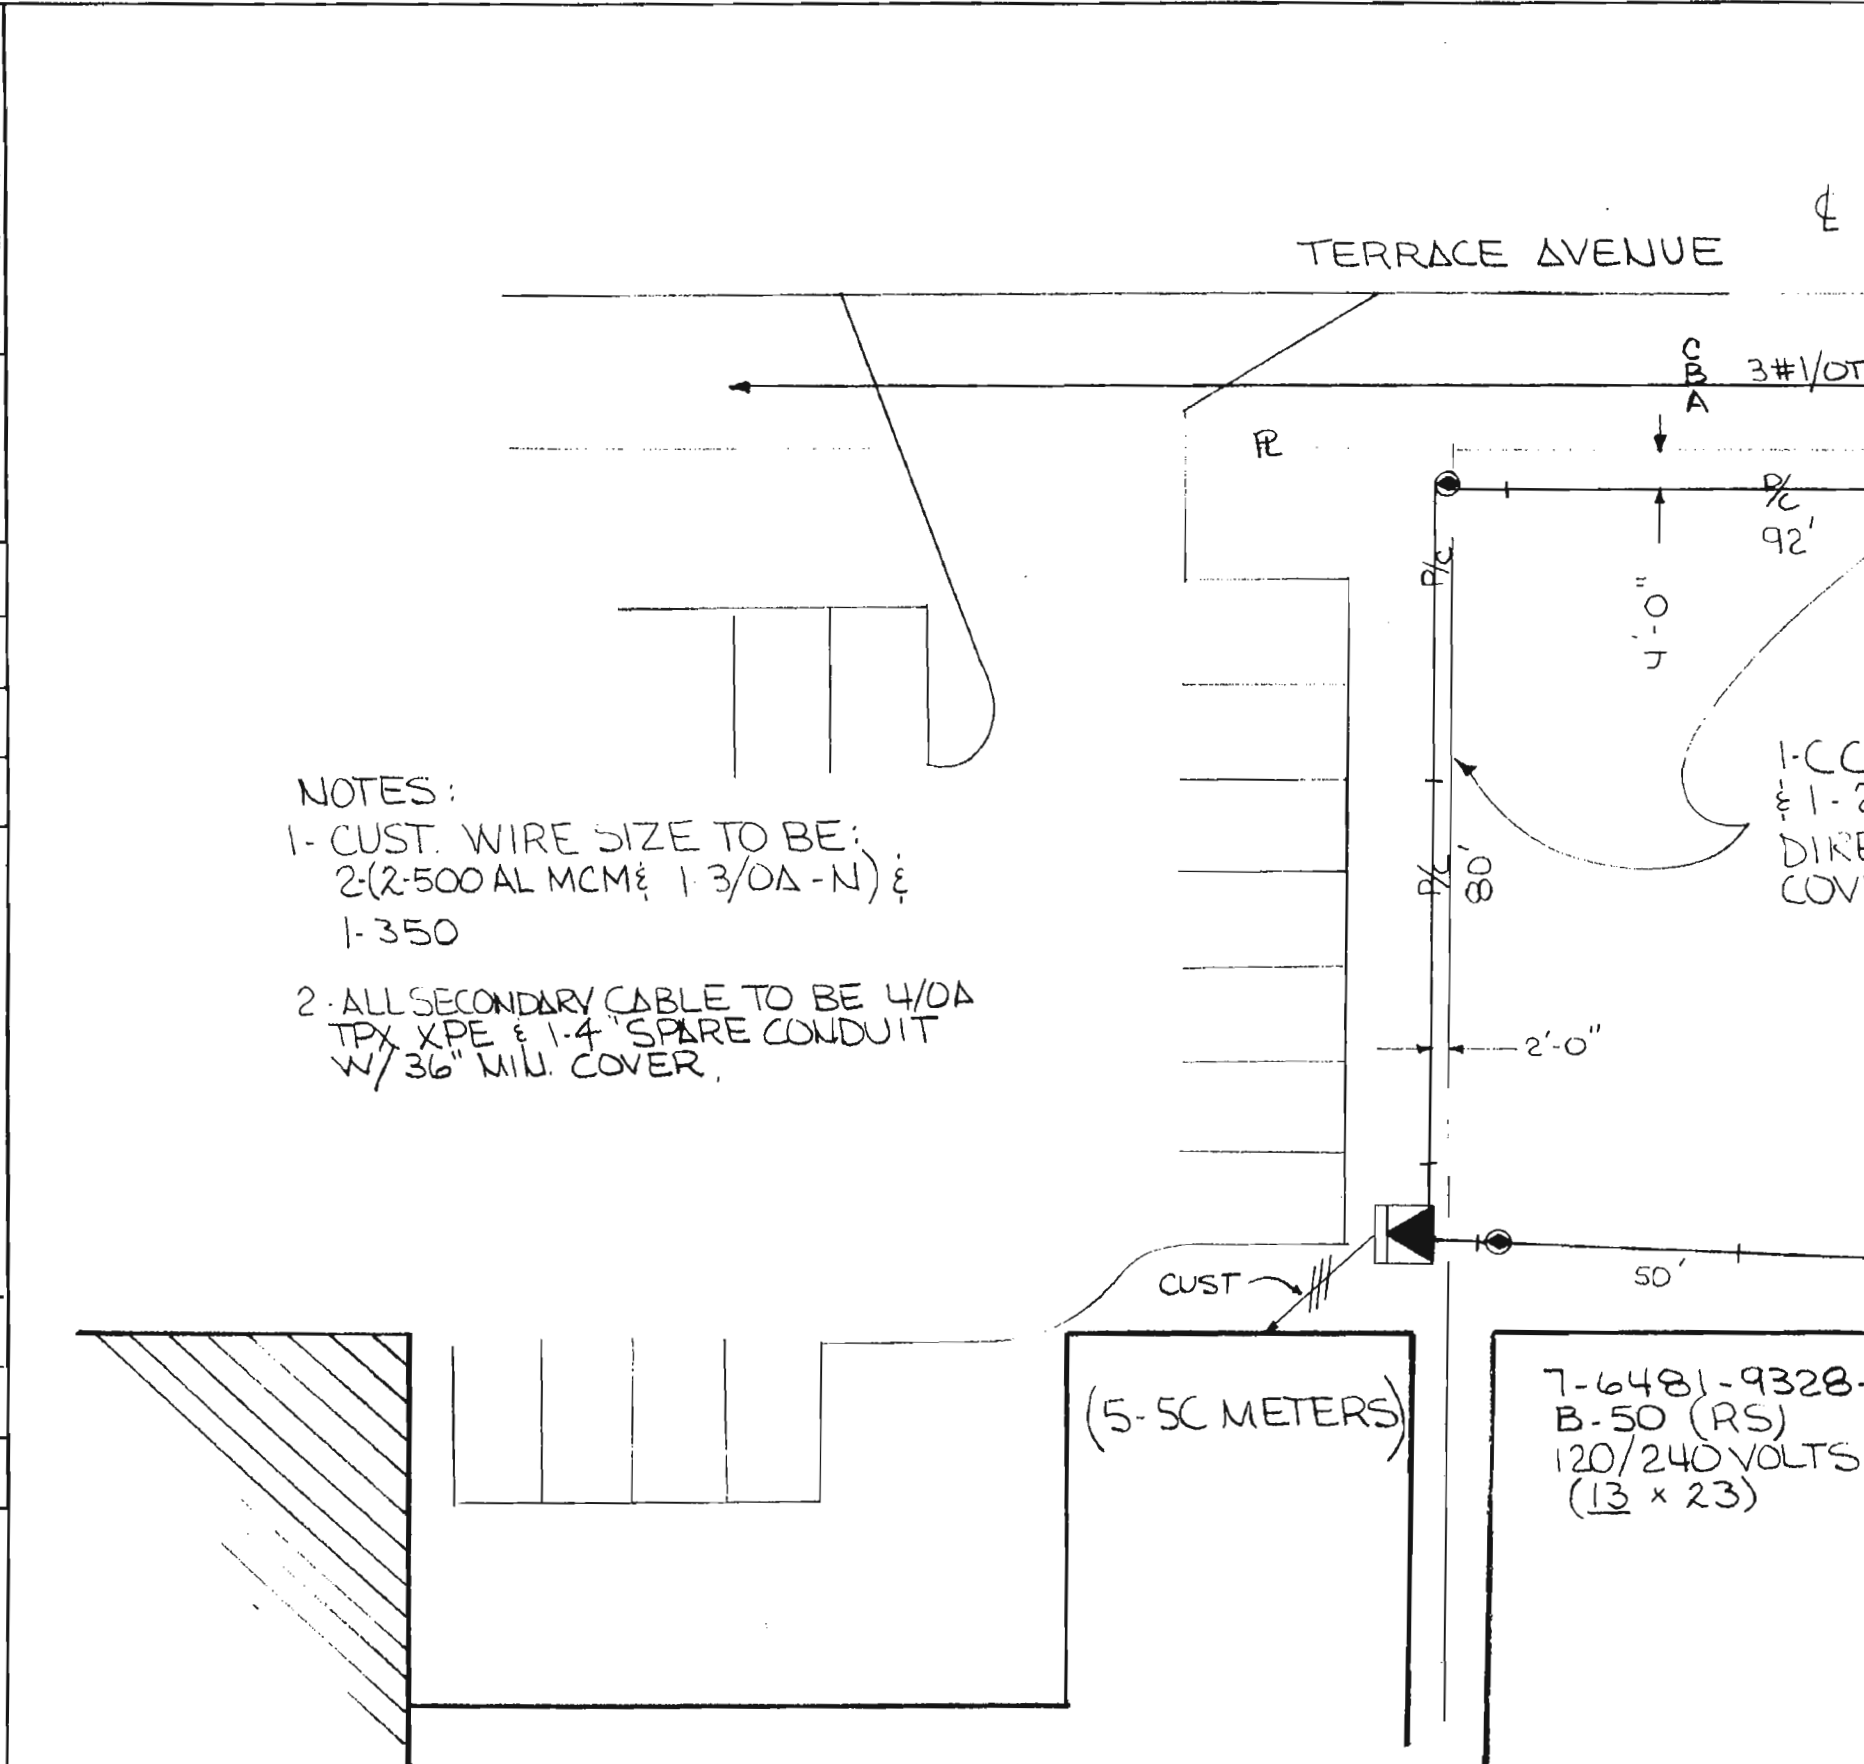 ℄
TERRACE AVENUE
C
B
A
3#1/0T
PL
P/C
92'
P/C
NOTES:
1- CUST. WIRE SIZE TO BE:
2-(2-500 AL MCM & 1 3/0A-N) &
1-350
2-ALL SECONDARY CABLE TO BE 4/0A
TPX XPE & 1-4" SPARE CONDUIT
W/ 36" MIN. COVER.
1-CC
& 1-2
DIRE
COV
P/C
80'
2'-0"
CUST
50'
(5-5C METERS)
7-6481-9328-
B-50 (RS)
120/240 VOLTS
(13 x 23)